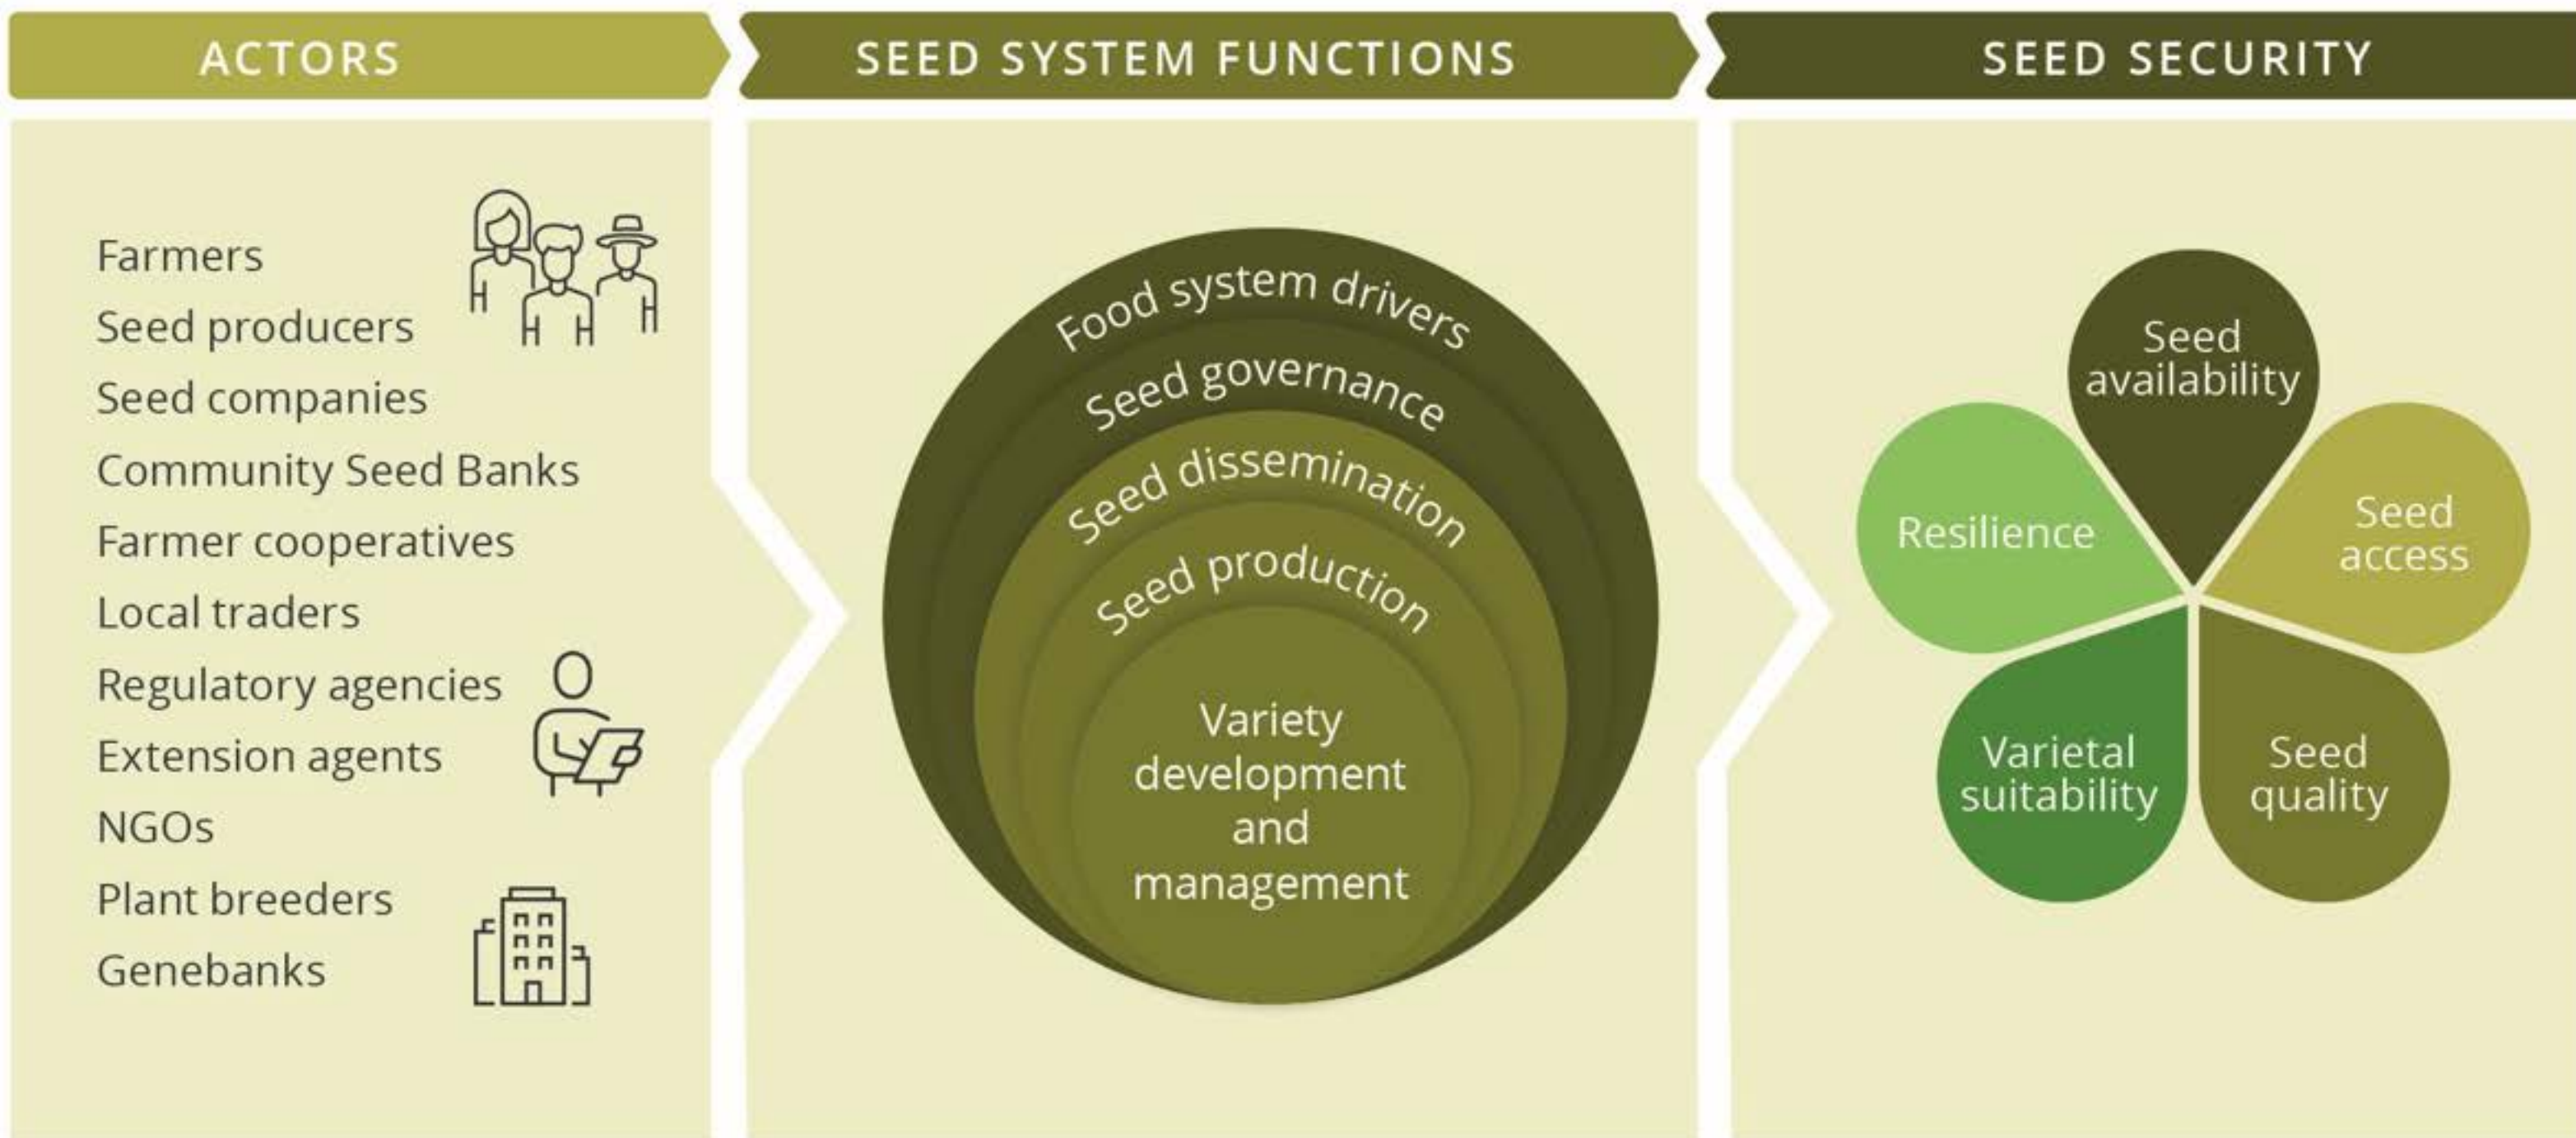 ACTORS
SEED SYSTEM FUNCTIONS
SEED SECURITY
Farmers
Seed producers
Seed companies
Community Seed Banks
Farmer cooperatives
Local traders
Regulatory agencies
Extension agents
NGOs
Plant breeders
Genebanks
Food system drivers
Seed governance
Seed dissemination
Seed production
Variety
development
and
management
Seed
availability
Seed
access
Seed
quality
Varietal
suitability
Resilience